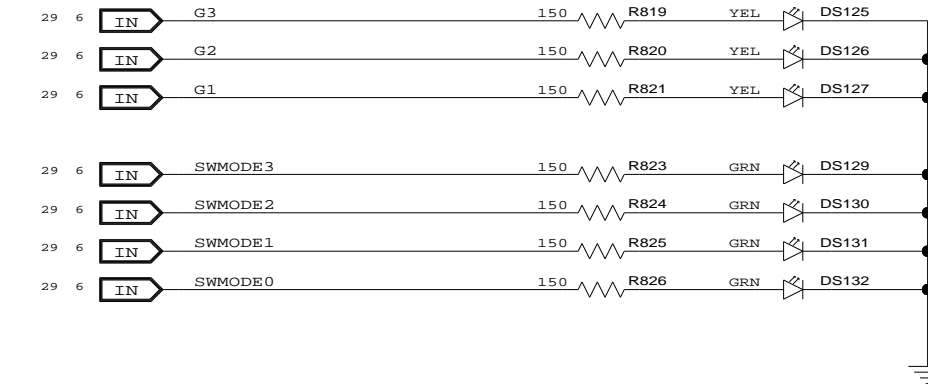 29 6 IN G3 150 R819 YEL DS125
29 6 IN G2 150 R820 YEL DS126
29 6 IN G1 150 R821 YEL DS127
29 6 IN SWMODE3 150 R823 GRN DS129
29 6 IN SWMODE2 150 R824 GRN DS130
29 6 IN SWMODE1 150 R825 GRN DS131
29 6 IN SWMODE0 150 R826 GRN DS132